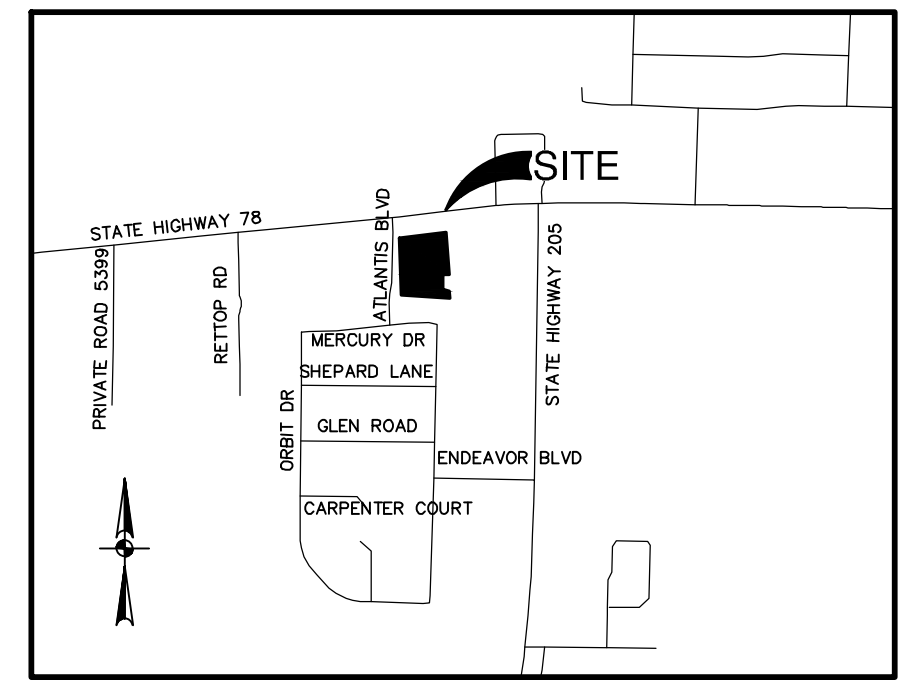 SITE
STATE HIGHWAY 78
ATLANTIS BLVD
PRIVATE ROAD 5399
RETTOP RD
STATE HIGHWAY 205
MERCURY DR
SHEPARD LANE
ORBIT DR
GLEN ROAD
ENDEAVOR BLVD
CARPENTER COURT